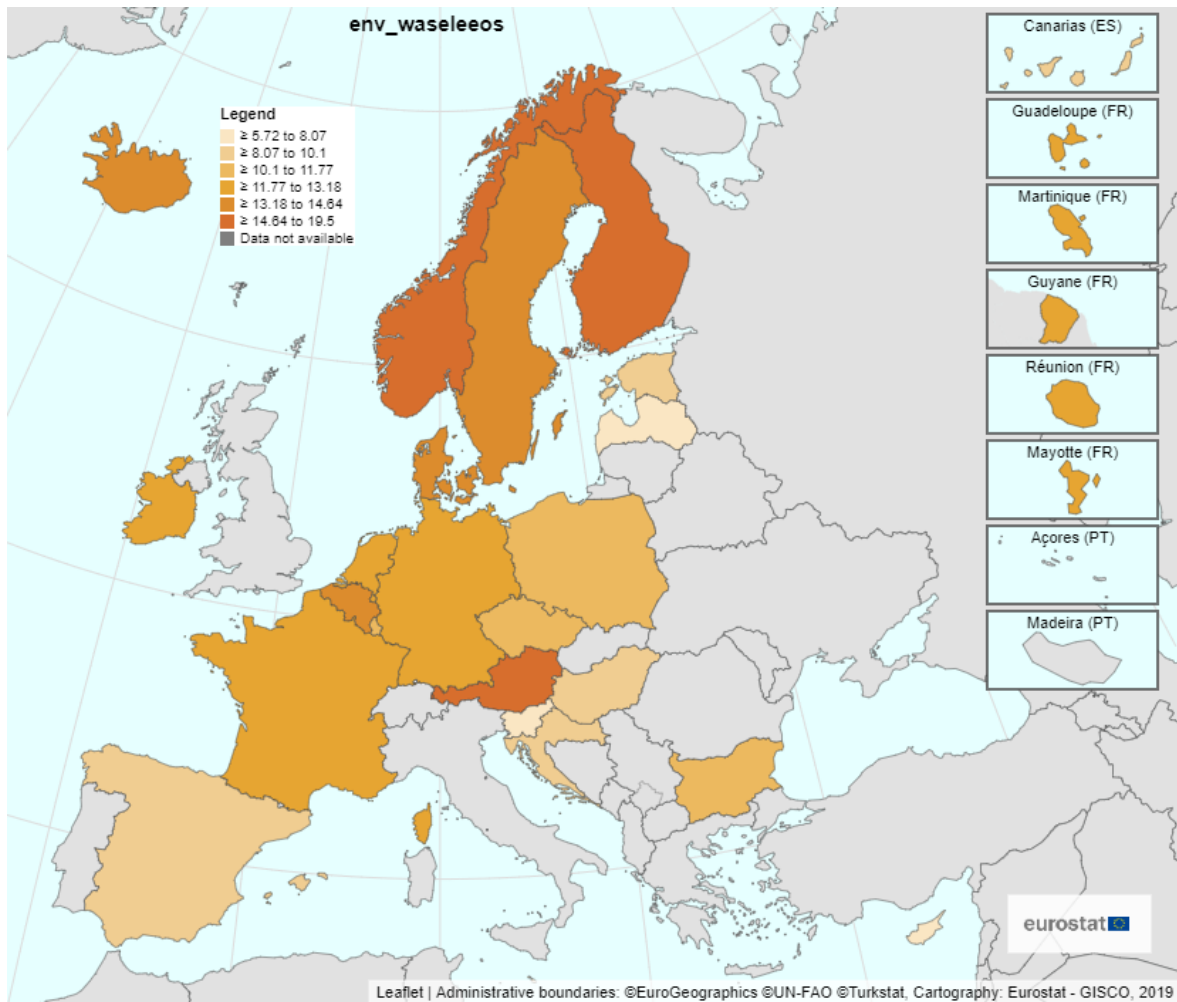 env_waseleeos
Legend
≥ 5.72 to 8.07
≥ 8.07 to 10.1
≥ 10.1 to 11.77
≥ 11.77 to 13.18
≥ 13.18 to 14.64
≥ 14.64 to 19.5
Data not available
Canarias (ES)
Guadeloupe (FR)
Martinique (FR)
Guyane (FR)
Réunion (FR)
Mayotte (FR)
Açores (PT)
Madeira (PT)
eurostat
Leaflet | Administrative boundaries: ©EuroGeographics ©UN-FAO ©Turkstat, Cartography: Eurostat - GISCO, 2019